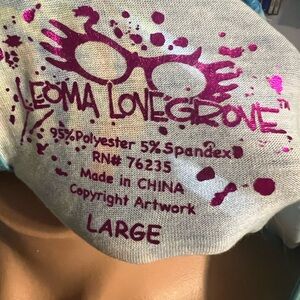 LEOMA LOVEGROVE
95% Polyester 5% Spandex
RN# 76235
Made in CHINA
Copyright Artwork
LARGE